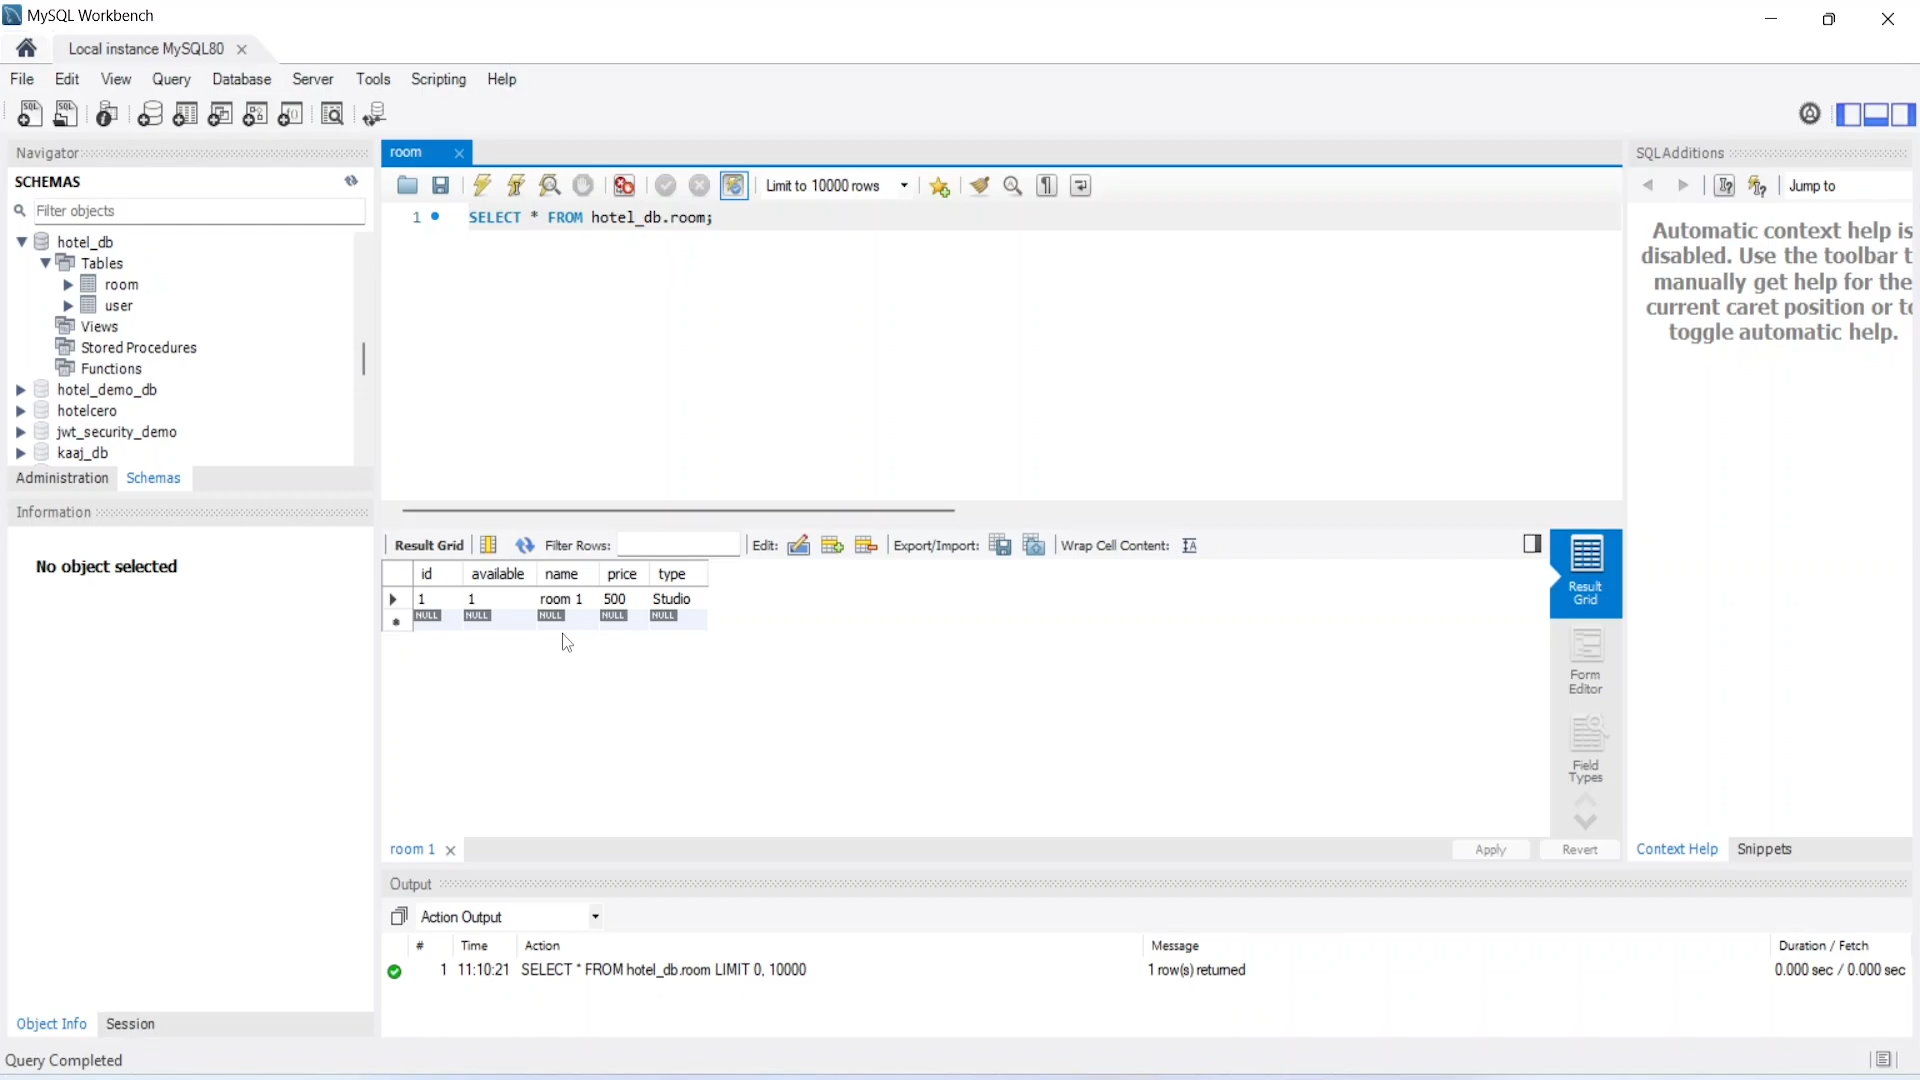 MySQL Workbench
Local instance MySQL80
File Edit View Query Database Server Tools Scripting Help
Navigator
SCHEMAS
Filter objects
hotel_db
Tables
room
user
Views
Stored Procedures
Functions
hotel_demo_db
hotelcero
jwt_security_demo
kaaj_db
Administration Schemas
Information
No object selected
Object Info Session
Query Completed
room
Limit to 10000 rows
1 SELECT * FROM hotel_db.room;
Result Grid Filter Rows: Edit: Export/Import: Wrap Cell Content:
id available name price type
1 1 room 1 500 Studio
NULL NULL NULL NULL NULL
Result
Grid
Form
Editor
Field
Types
room 1
Apply Revert
SQLAdditions
Jump to
Automatic context help is
disabled. Use the toolbar t
manually get help for the
current caret position or to
toggle automatic help.
Context Help Snippets
Output
Action Output
# Time Action Message Duration / Fetch
1 11:10:21 SELECT * FROM hotel_db.room LIMIT 0, 10000 1 row(s) returned 0.000 sec / 0.000 sec